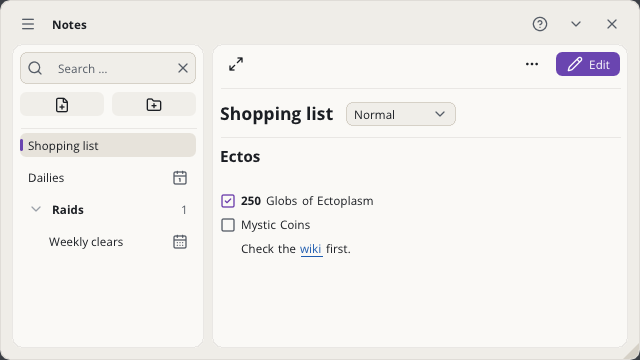 Notes
Search ...
Shopping list
Dailies
Raids 1
Weekly clears
Edit
Shopping list Normal
Ectos
250 Globs of Ectoplasm
Mystic Coins
Check the wiki first.